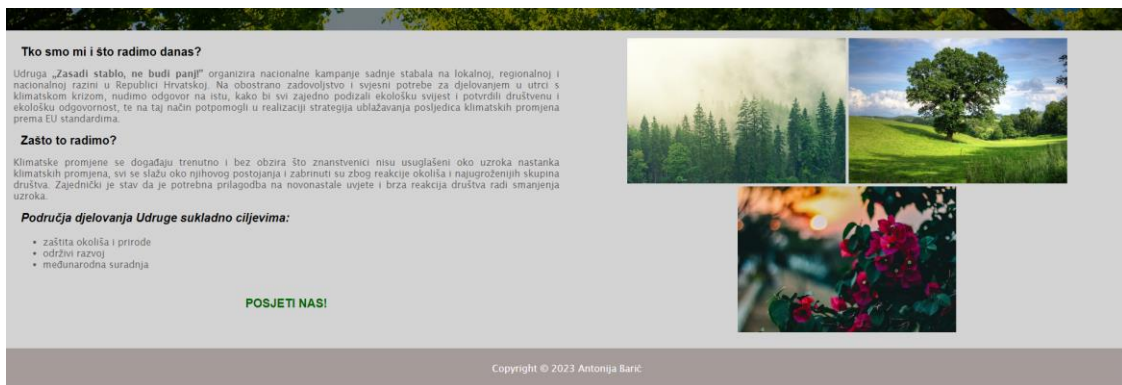 Tko smo mi i što radimo danas?
Udruga „Zasadi stablo, ne budi panj!” organizira nacionalne kampanje sadnje stabala na lokalnoj, regionalnoj i
nacionalnoj razini u Republici Hrvatskoj. Na obostrano zadovoljstvo i svjesni potrebe za djelovanjem u utrci s
klimatskom krizom, nudimo odgovor na istu, kako bi svi zajedno podizali ekološku svijest i potvrdili društvenu i
ekološku odgovornost, te na taj način potpomogli u realizaciji strategija ublažavanja posljedica klimatskih promjena
prema EU standardima.
Zašto to radimo?
Klimatske promjene se događaju trenutno i bez obzira što znanstvenici nisu usuglašeni oko uzroka nastanka
klimatskih promjena, svi se slažu oko njihovog postojanja i zabrinuti su zbog reakcije okoliša i najugroženijih skupina
društva. Zajednički je stav da je potrebna prilagodba na novonastale uvjete i brza reakcija društva radi smanjenja
uzroka.
Područja djelovanja Udruge sukladno ciljevima:
• zaštita okoliša i prirode
• održivi razvoj
• međunarodna suradnja
POSJETI NAS!
Copyright © 2023 Antonija Barić